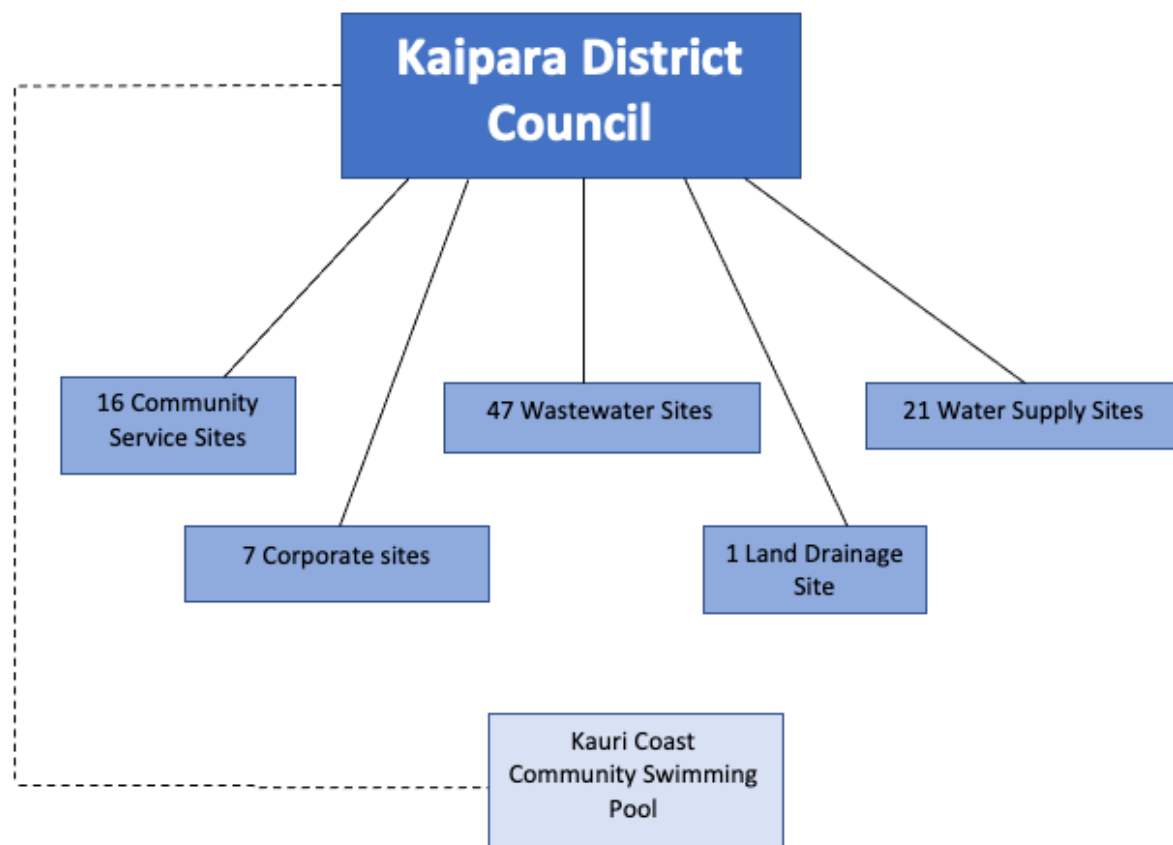 Kaipara District
Council
16 Community
Service Sites
47 Wastewater Sites
21 Water Supply Sites
7 Corporate sites
1 Land Drainage
Site
Kauri Coast
Community Swimming
Pool